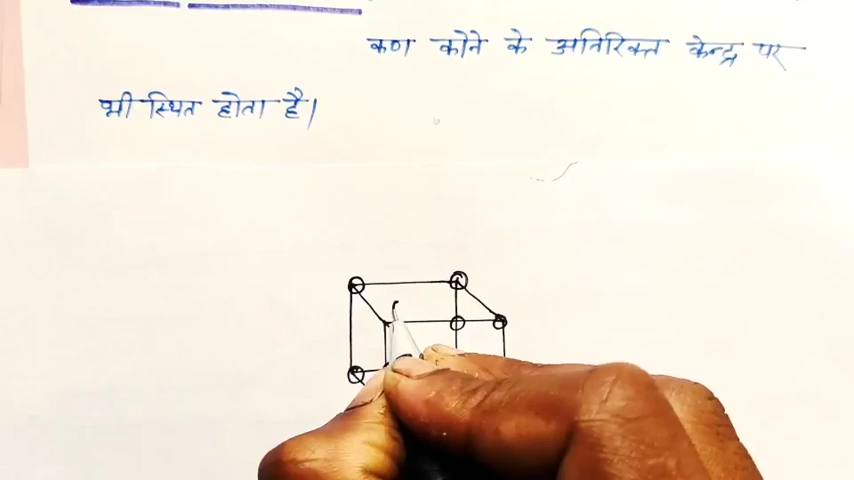 कण कोने के अतिरिक्त केन्द्र पर
भी स्थित होता है।